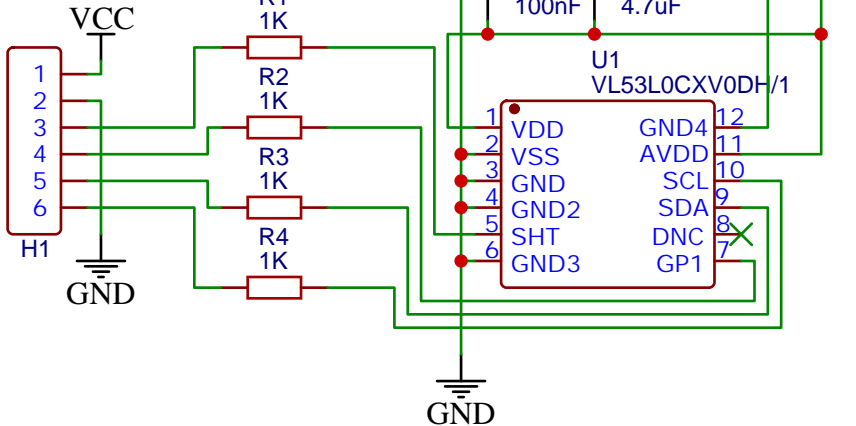 R1
1K
100nF
4.7uF
VCC
U1
VL53L0CXV0DH/1
R2
1K
1
2
3
4
5
6
H1
R3
1K
R4
1K
GND
1 VDD
2 VSS
3 GND
4 GND2
5 SHT
6 GND3
GND4 12
AVDD 11
SCL 10
SDA 9
DNC 8
GP1 7
GND